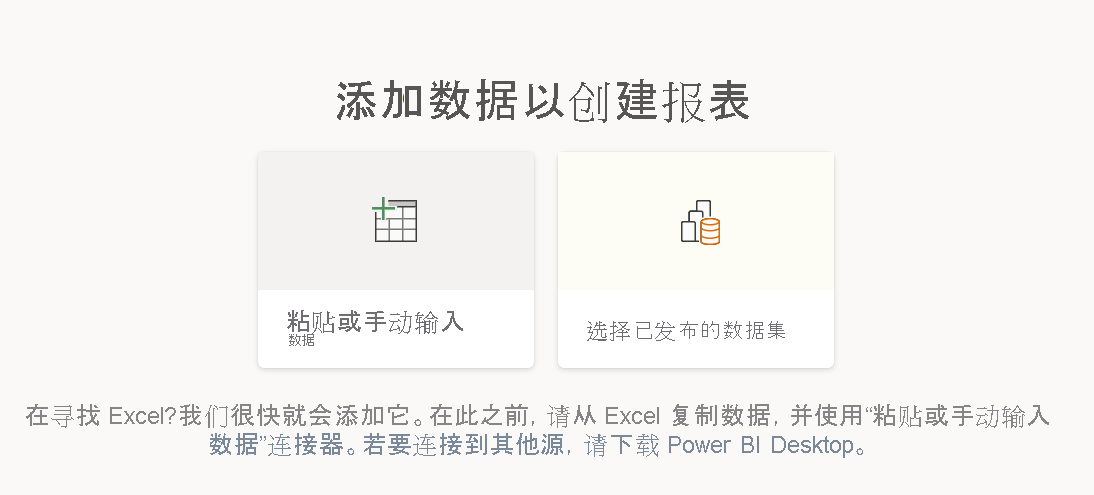 添加数据以创建报表
粘贴或手动输入
数据
选择已发布的数据集
在寻找 Excel?我们很快就会添加它。在此之前, 请从 Excel 复制数据, 并使用“粘贴或手动输入
数据”连接器。若要连接到其他源, 请下载 Power BI Desktop。